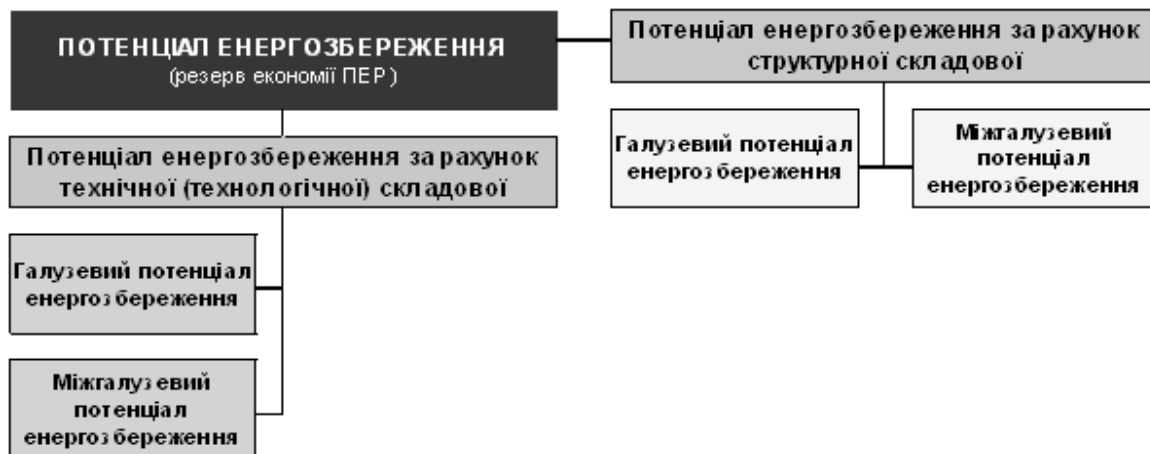 ПОТЕНЦІАЛ ЕНЕРГОЗБЕРЕЖЕННЯ
(резерв економії ПЕР)
Потенціал енергозбереження за рахунок
структурної складової
Галузевий потенціал
енергозбереження
Міжгалузевий
потенціал
енергозбереження
Потенціал енергозбереження за рахунок
технічної (технологічної) складової
Галузевий потенціал
енергозбереження
Міжгалузевий
потенціал
енергозбереження